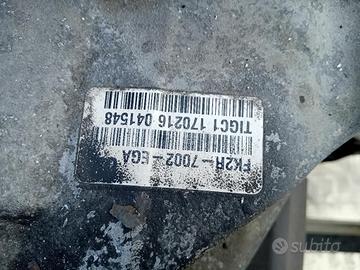 FK2R-7002-EGA
TIGC1 170216 041548
subito